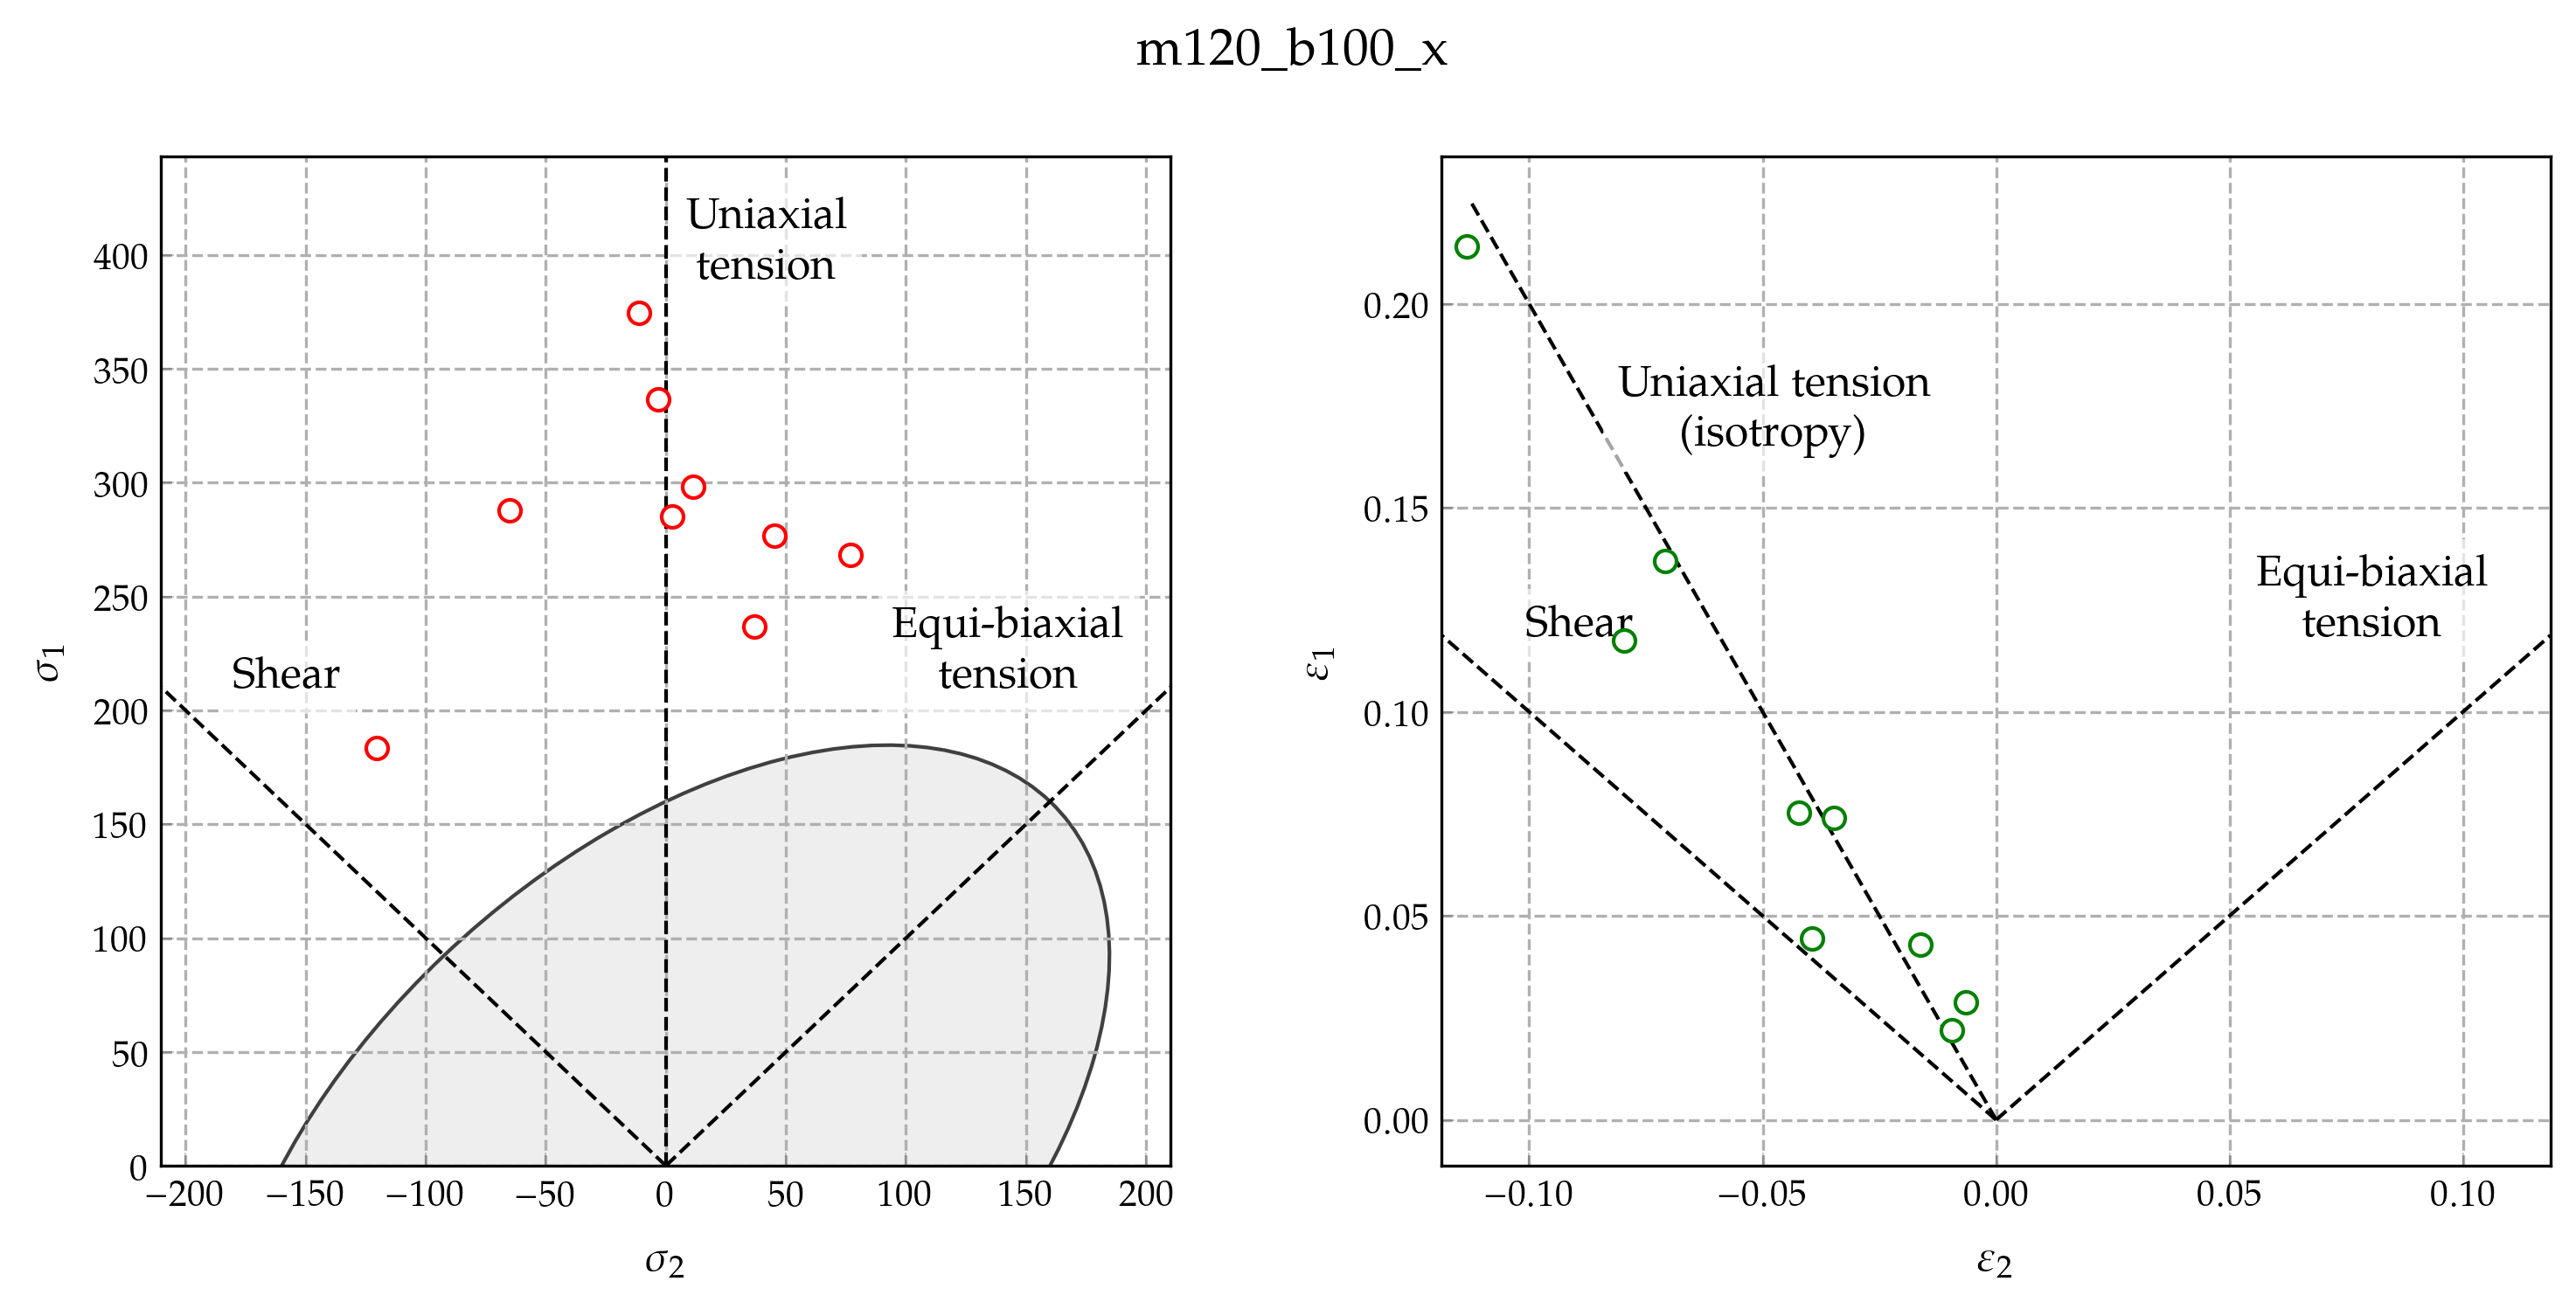 m120_b100_x
Uniaxial
tension
Equi-biaxial
tension
Shear
400
350
300
250
200
150
100
50
0
−200 −150 −100 −50 0 50 100 150 200
σ1
σ2
Uniaxial tension
(isotropy)
Equi-biaxial
tension
Shear
0.20
0.15
0.10
0.05
0.00
−0.10 −0.05 0.00 0.05 0.10
ε1
ε2